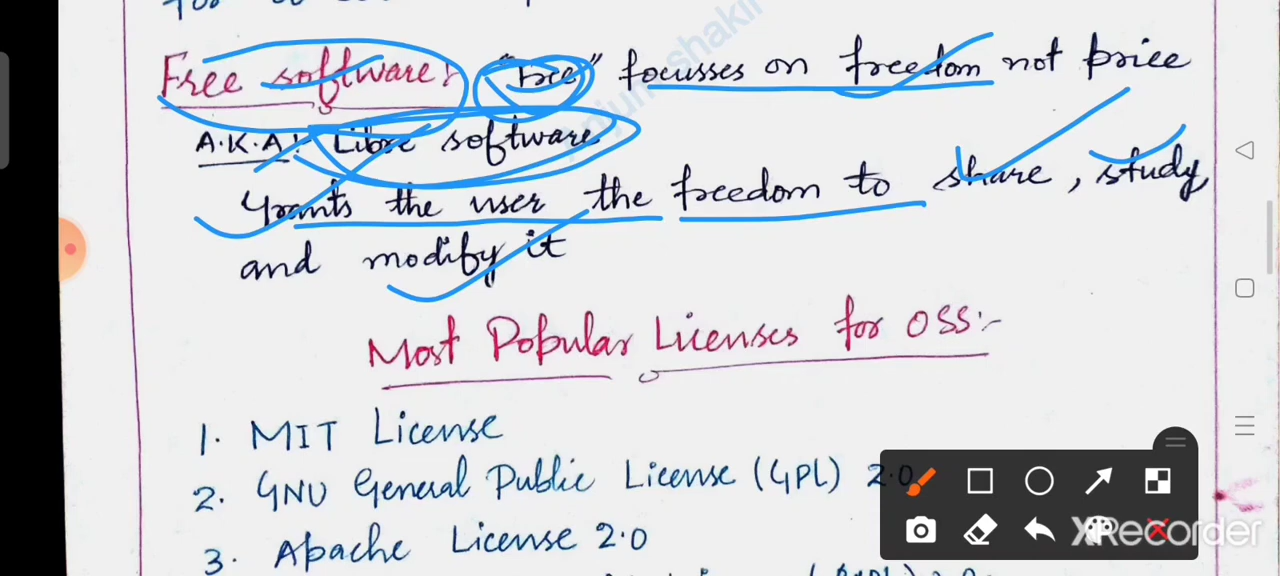 Free software: "Free" focusses on freedom not price
A.K.A: Libre software
Grants the user the freedom to share, study,
and modify it
Most Popular Licenses for OSS:-
1. MIT License
2. GNU General Public License (GPL) 2.0
3. Apache License 2.0
XRecorder